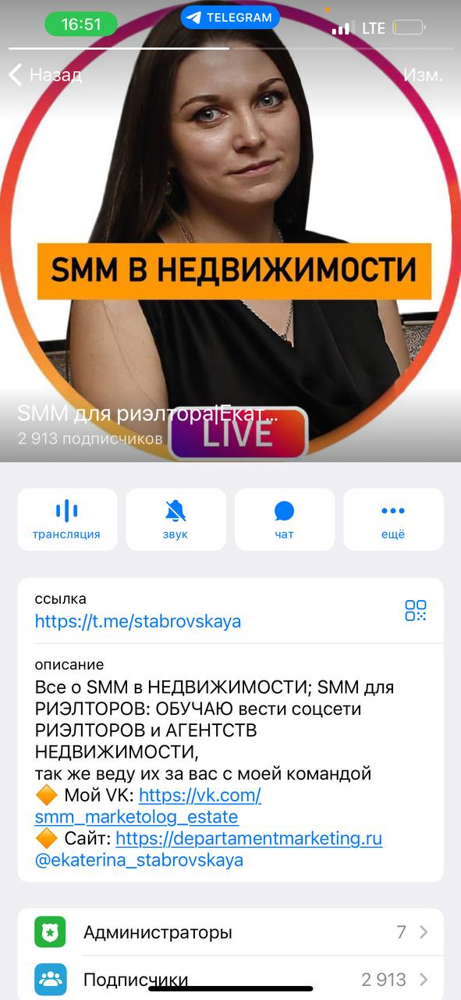 16:51
TELEGRAM
LTE
Назад
Изм.
SMM В НЕДВИЖИМОСТИ
SMM для риэлтора|Екат...
2 913 подписчиков
LIVE
трансляция
звук
чат
ещё
ссылка
https://t.me/stabrovskaya
описание
Все о SMM в НЕДВИЖИМОСТИ; SMM для
РИЭЛТОРОВ: ОБУЧАЮ вести соцсети
РИЭЛТОРОВ и АГЕНТСТВ
НЕДВИЖИМОСТИ,
так же веду их за вас с моей командой
🔶 Мой VK: https://vk.com/
smm_marketolog_estate
🔶 Сайт: https://departamentmarketing.ru
@ekaterina_stabrovskaya
Администраторы 7
Подписчики 2 913